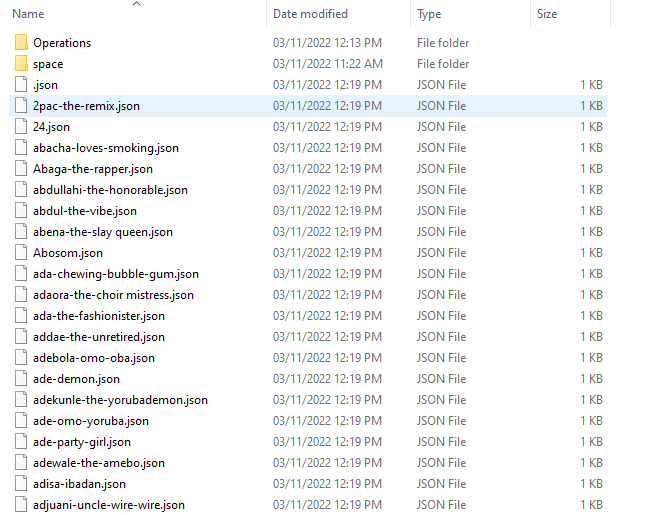 Name Date modified Type Size
Operations 03/11/2022 12:13 PM File folder
space 03/11/2022 11:22 AM File folder
.json 03/11/2022 12:19 PM JSON File 1 KB
2pac-the-remix.json 03/11/2022 12:19 PM JSON File 1 KB
24.json 03/11/2022 12:19 PM JSON File 1 KB
abacha-loves-smoking.json 03/11/2022 12:19 PM JSON File 1 KB
Abaga-the-rapper.json 03/11/2022 12:19 PM JSON File 1 KB
abdullahi-the-honorable.json 03/11/2022 12:19 PM JSON File 1 KB
abdul-the-vibe.json 03/11/2022 12:19 PM JSON File 1 KB
abena-the-slay queen.json 03/11/2022 12:19 PM JSON File 1 KB
Abosom.json 03/11/2022 12:19 PM JSON File 1 KB
ada-chewing-bubble-gum.json 03/11/2022 12:19 PM JSON File 1 KB
adaora-the-choir mistress.json 03/11/2022 12:19 PM JSON File 1 KB
ada-the-fashionister.json 03/11/2022 12:19 PM JSON File 1 KB
addae-the-unretired.json 03/11/2022 12:19 PM JSON File 1 KB
adebola-omo-oba.json 03/11/2022 12:19 PM JSON File 1 KB
ade-demon.json 03/11/2022 12:19 PM JSON File 1 KB
adekunle-the-yorubademon.json 03/11/2022 12:19 PM JSON File 1 KB
ade-omo-yoruba.json 03/11/2022 12:19 PM JSON File 1 KB
ade-party-girl.json 03/11/2022 12:19 PM JSON File 1 KB
adewale-the-amebo.json 03/11/2022 12:19 PM JSON File 1 KB
adisa-ibadan.json 03/11/2022 12:19 PM JSON File 1 KB
adjuani-uncle-wire-wire.json 03/11/2022 12:19 PM JSON File 1 KB